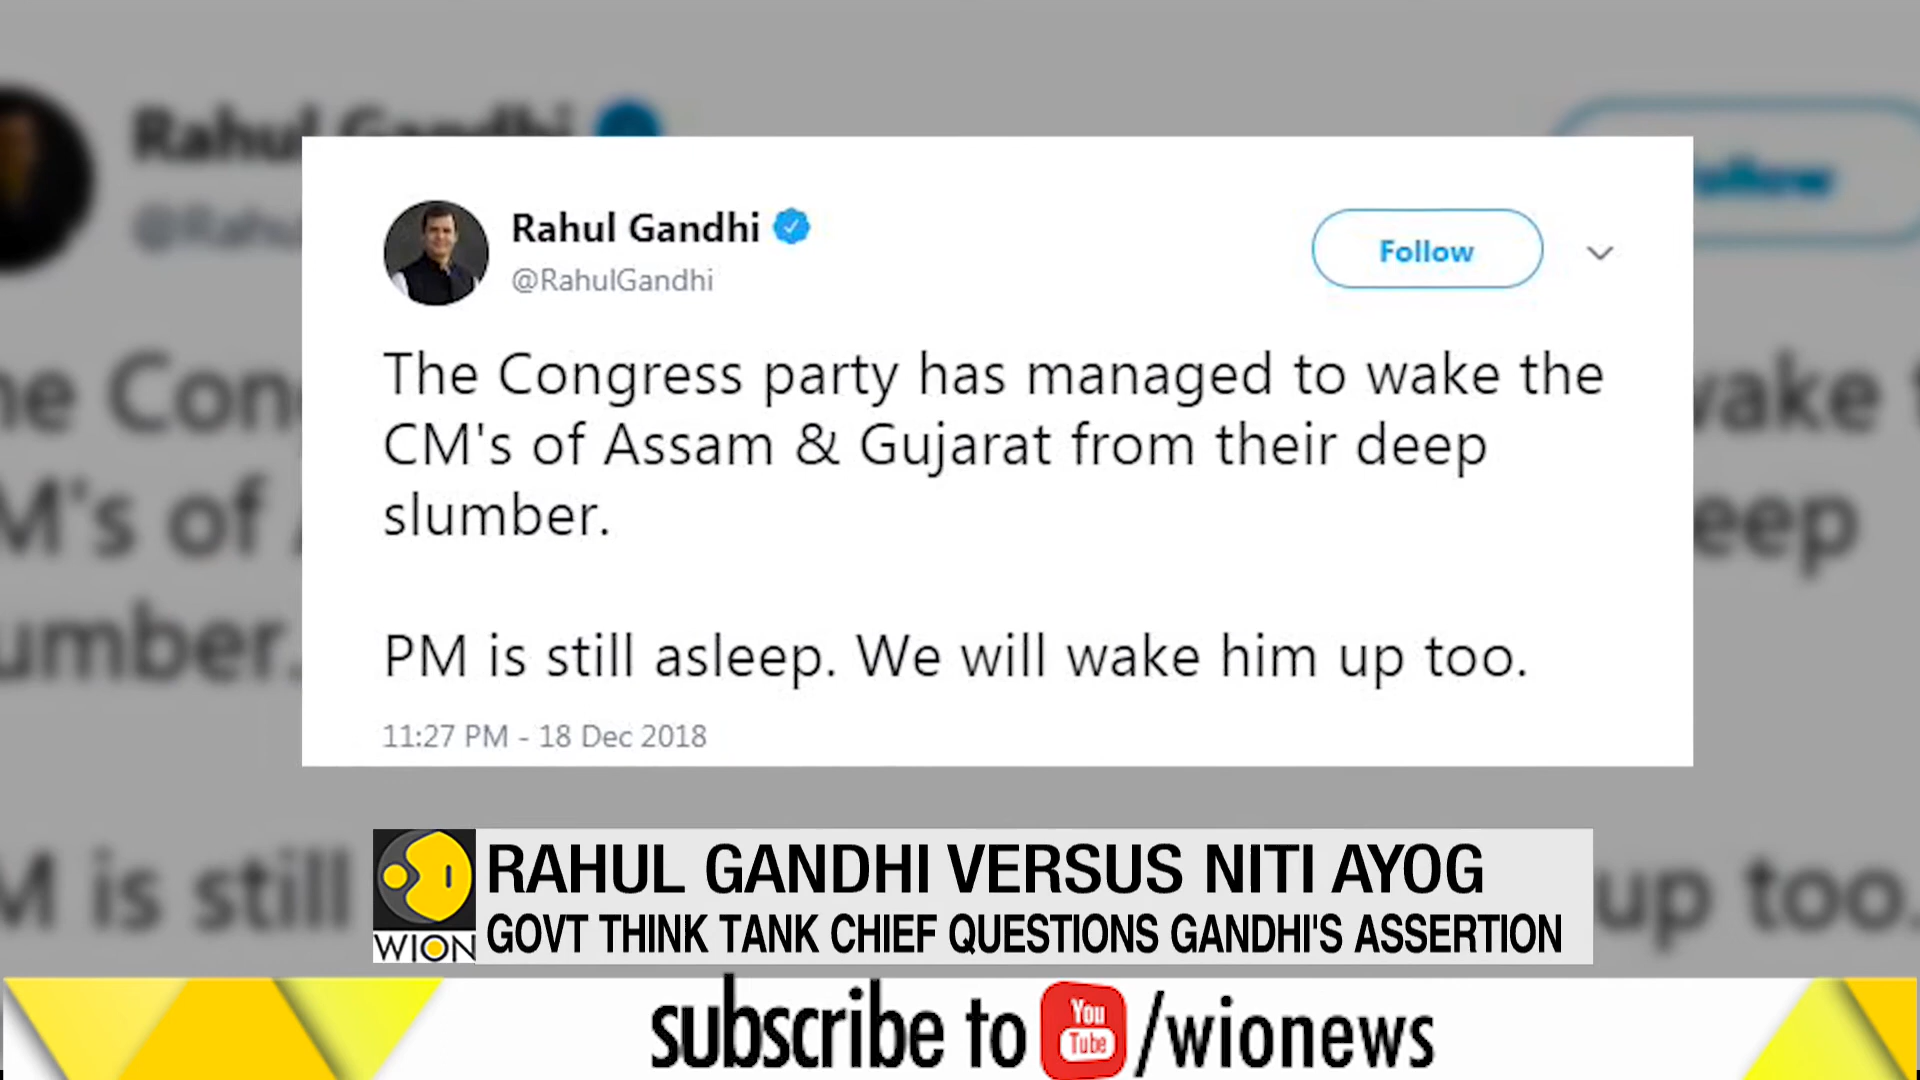 Rahul Gandhi
@RahulGandhi
Follow
The Congress party has managed to wake the
CM's of Assam & Gujarat from their deep
slumber.
PM is still asleep. We will wake him up too.
11:27 PM - 18 Dec 2018
RAHUL GANDHI VERSUS NITI AYOG
GOVT THINK TANK CHIEF QUESTIONS GANDHI'S ASSERTION
WION
subscribe to You Tube /wionews